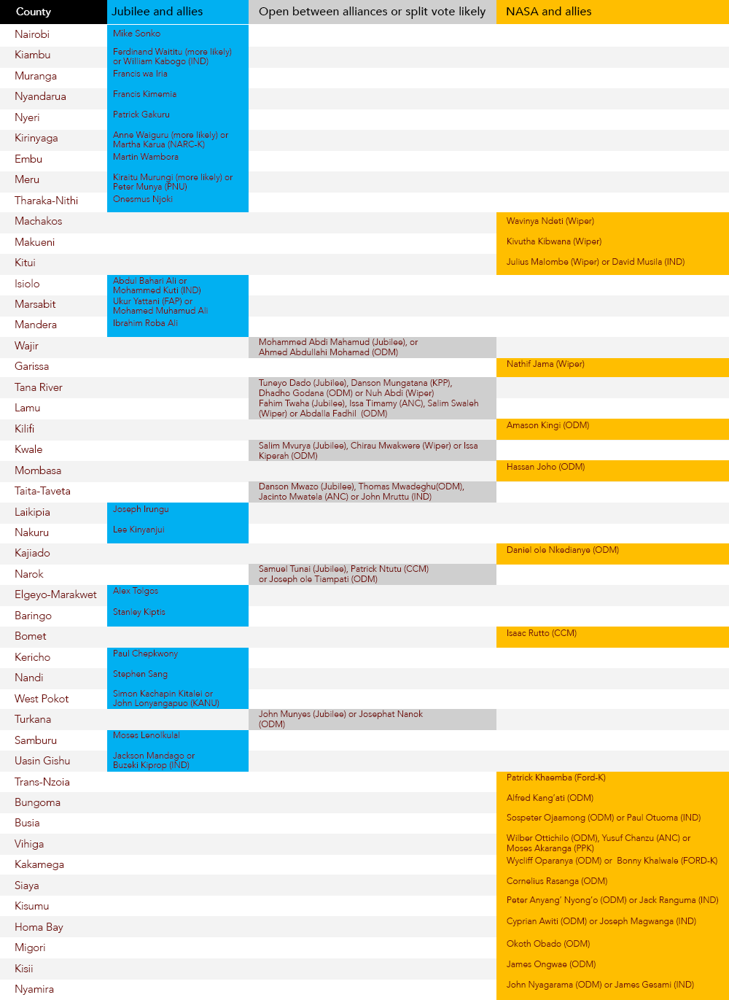 County Jubilee and allies Open between alliances or split vote likely NASA and allies
Nairobi Mike Sonko
Kiambu Ferdinand Waititu (more likely)
or William Kabogo (IND)
Muranga Francis wa Iria
Nyandarua Francis Kimemia
Nyeri Patrick Gakuru
Kirinyaga Anne Waiguru (more likely) or
Martha Karua (NARC-K)
Embu Martin Wambora
Meru Kiraitu Murungi (more likely) or
Peter Munya (PNU)
Tharaka-Nithi Onesmus Njoki
Machakos Wavinya Ndeti (Wiper)
Makueni Kivutha Kibwana (Wiper)
Kitui Julius Malombe (Wiper) or David Musila (IND)
Isiolo Abdul Bahari Ali or
Mohammed Kuti (IND)
Marsabit Ukur Yattani (FAP) or
Mohamed Muhamud Ali
Mandera Ibrahim Roba Ali
Wajir Mohammed Abdi Mahamud (Jubilee), or
Ahmed Abdullahi Mohamad (ODM)
Garissa Nathif Jama (Wiper)
Tana River Tuneyo Dado (Jubilee), Danson Mungatana (KPP),
Dhadho Godana (ODM) or Nuh Abdi (Wiper)
Lamu Fahim Twaha (Jubilee), Issa Timamy (ANC), Salim Swaleh
(Wiper) or Abdalla Fadhil (ODM)
Kilifi Amason Kingi (ODM)
Kwale Salim Mvurya (Jubilee), Chirau Mwakwere (Wiper) or Issa
Kiperah (ODM)
Mombasa Hassan Joho (ODM)
Taita-Taveta Danson Mwazo (Jubilee), Thomas Mwadeghu(ODM),
Jacinto Mwatela (ANC) or John Mruttu (IND)
Laikipia Joseph Irungu
Nakuru Lee Kinyanjui
Kajiado Daniel ole Nkedianye (ODM)
Narok Samuel Tunai (Jubilee), Patrick Ntutu (CCM)
or Joseph ole Tiampati (ODM)
Elgeyo-Marakwet Alex Tolgos
Baringo Stanley Kiptis
Bomet Isaac Rutto (CCM)
Kericho Paul Chepkwony
Nandi Stephen Sang
West Pokot Simon Kachapin Kitalei or
John Lonyangapuo (KANU)
Turkana John Munyes (Jubilee) or Josephat Nanok
(ODM)
Samburu Moses Lenolkulal
Uasin Gishu Jackson Mandago or
Buzeki Kiprop (IND)
Trans-Nzoia Patrick Khaemba (Ford-K)
Bungoma Alfred Kang’ati (ODM)
Busia Sospeter Ojaamong (ODM) or Paul Otuoma (IND)
Vihiga Wilber Ottichilo (ODM), Yusuf Chanzu (ANC) or
Moses Akaranga (PPK)
Kakamega Wycliff Oparanya (ODM) or Bonny Khalwale (FORD-K)
Siaya Cornelius Rasanga (ODM)
Kisumu Peter Anyang’ Nyong’o (ODM) or Jack Ranguma (IND)
Homa Bay Cyprian Awiti (ODM) or Joseph Magwanga (IND)
Migori Okoth Obado (ODM)
Kisii James Ongwae (ODM)
Nyamira John Nyagarama (ODM) or James Gesami (IND)